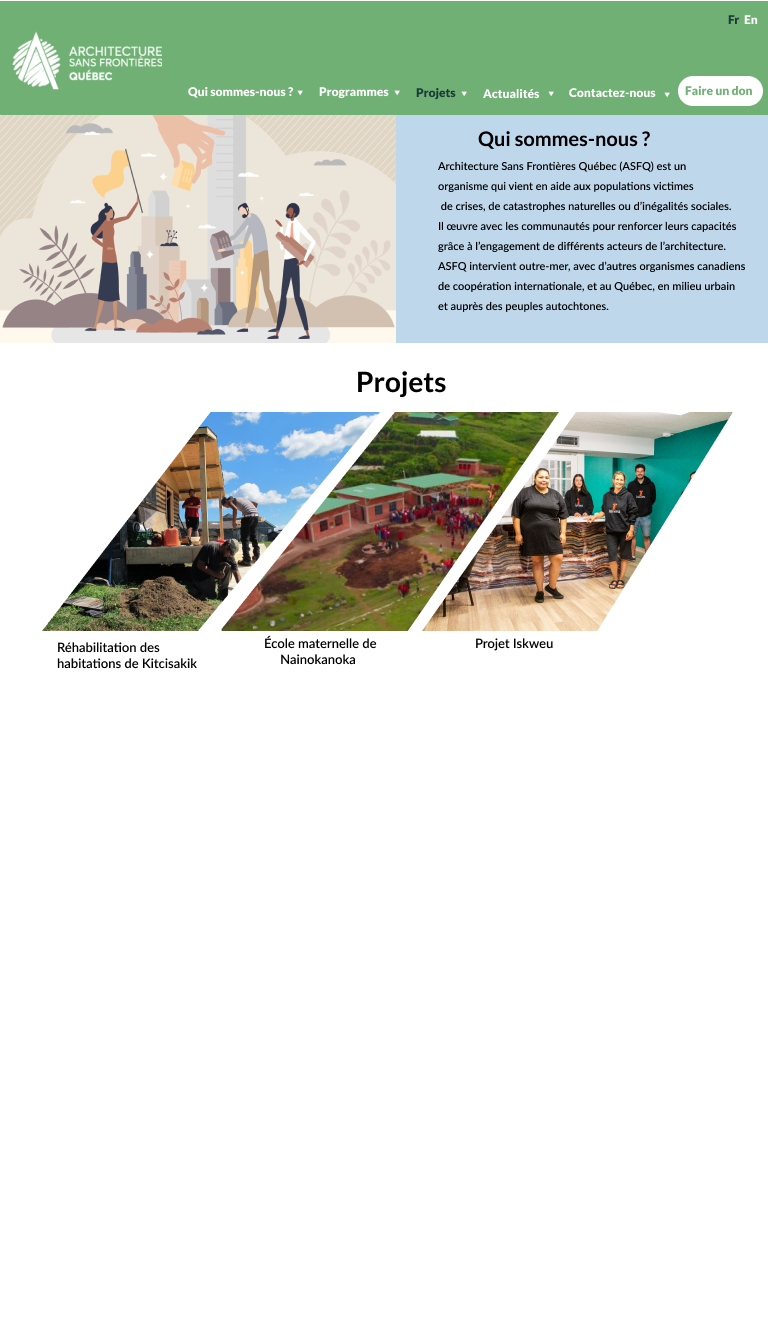 Fr En
ARCHITECTURE
SANS FRONTIÈRES
QUÉBEC
Qui sommes-nous ? Programmes Projets Actualités Contactez-nous Faire un don
Qui sommes-nous ?
Architecture Sans Frontières Québec (ASFQ) est un
organisme qui vient en aide aux populations victimes
de crises, de catastrophes naturelles ou d'inégalités sociales.
Il œuvre avec les communautés pour renforcer leurs capacités
grâce à l'engagement de différents acteurs de l'architecture.
ASFQ intervient outre-mer, avec d'autres organismes canadiens
de coopération internationale, et au Québec, en milieu urbain
et auprès des peuples autochtones.
Projets
Réhabilitation des
habitations de Kitcisakik
École maternelle de
Nainokanoka
Projet Iskweu